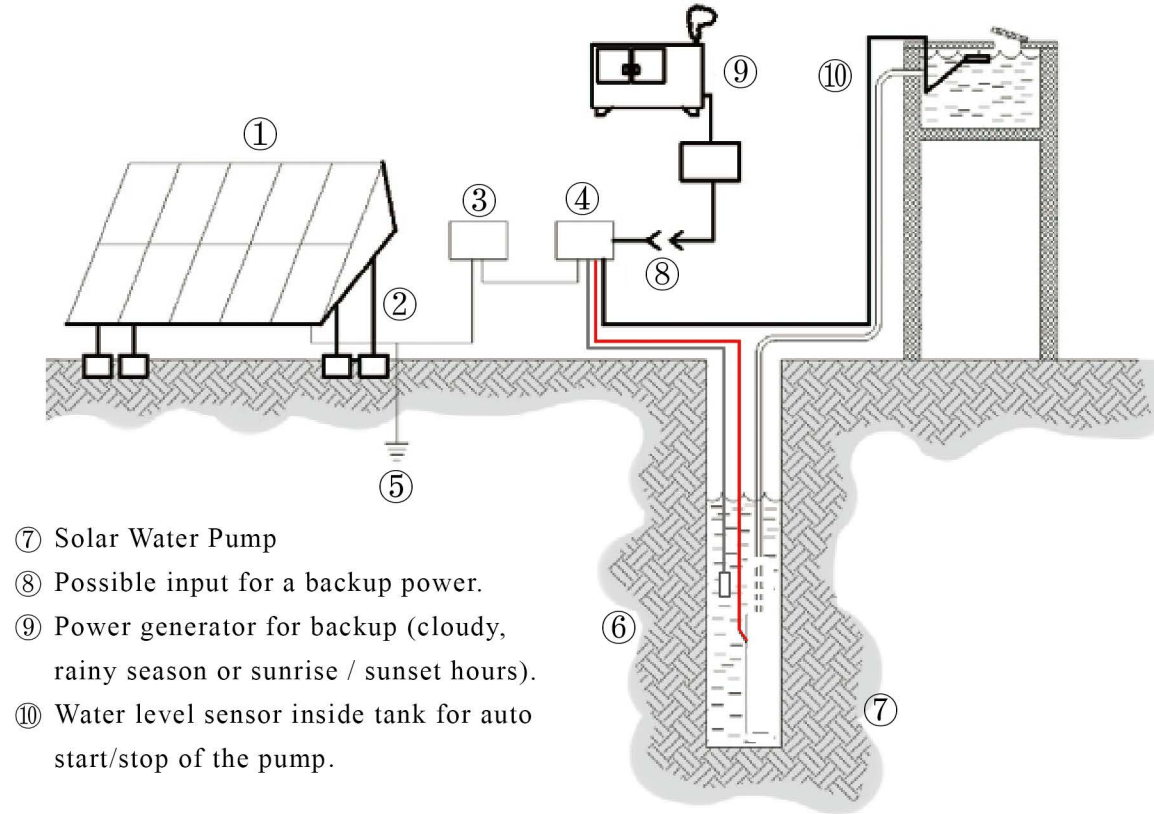 ①
⑨
⑩
③
④
⑧
②
⑤
⑦ Solar Water Pump
⑧ Possible input for a backup power.
⑨ Power generator for backup (cloudy,
rainy season or sunrise / sunset hours).
⑩ Water level sensor inside tank for auto
start/stop of the pump.
⑥
⑦